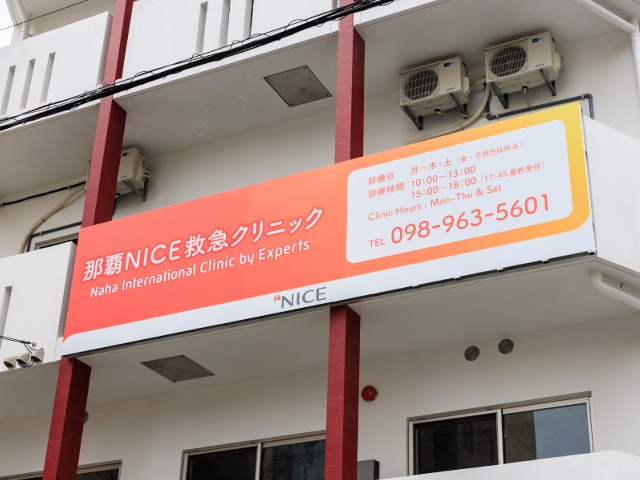 那覇NICE救急クリニック
Naha International Clinic by Experts
診療日 月〜木・土（金・日祝日は休み）
診療時間 10:00〜13:00
15:00〜18:00（17:45 最終受付）
Clinic Hours : Mon-Thu & Sat
TEL 098-963-5601
NICE